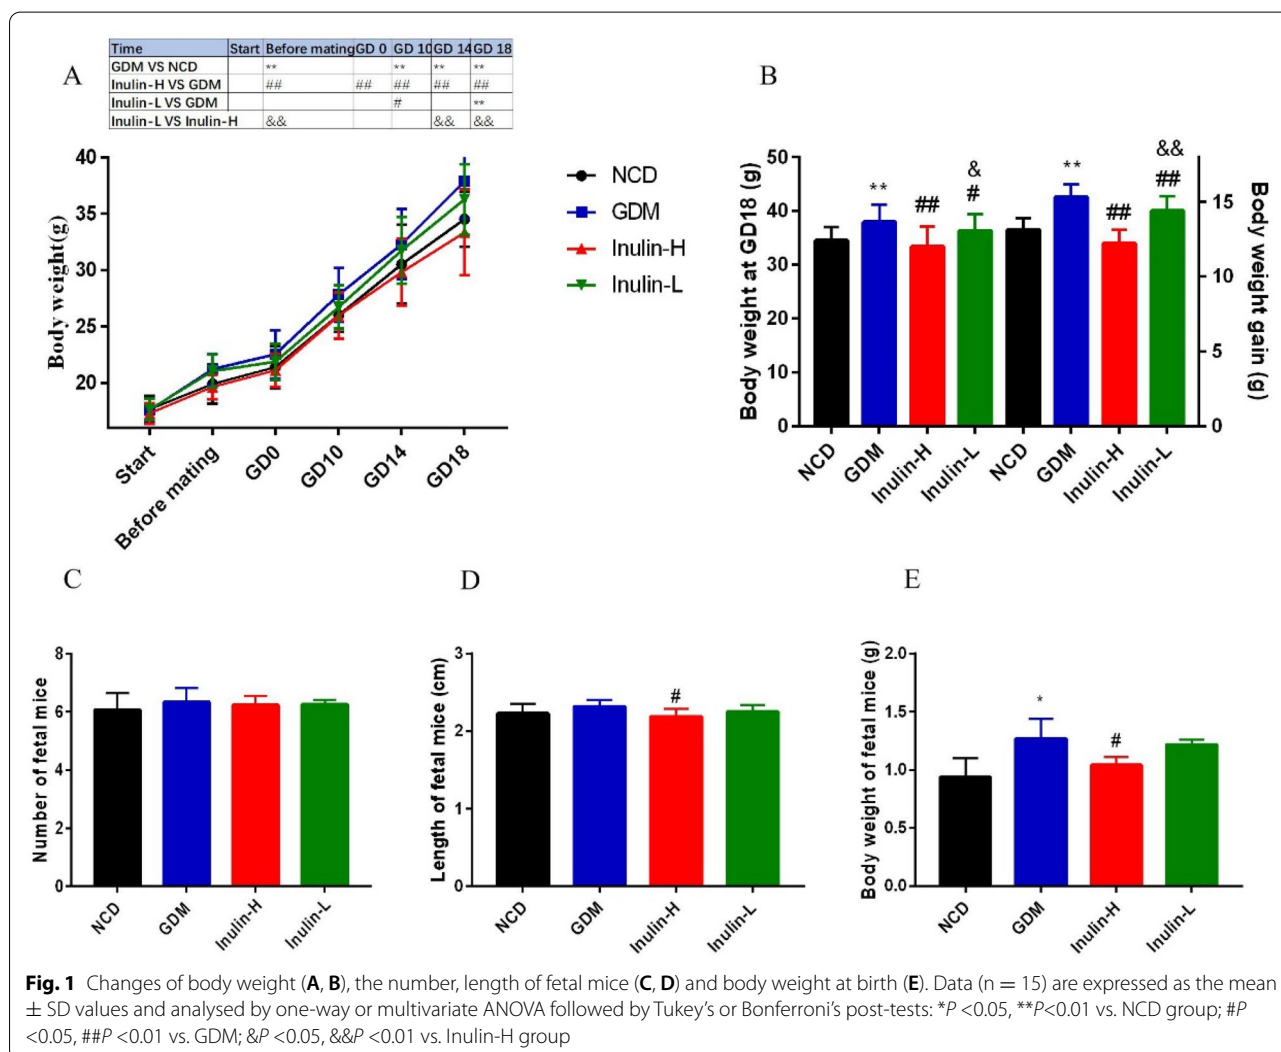 A
Time Start Before mating GD 0 GD 10 GD 14 GD 18
GDM VS NCD ** ** ** **
Inulin-H VS GDM ## ## ## ## ##
Inulin-L VS GDM # **
Inulin-L VS Inulin-H && && &&
Body weight(g)
40
35
30
25
20
Start
Before mating
GD0
GD10
GD14
GD18
NCD
GDM
Inulin-H
Inulin-L
B
Body weight at GD18 (g)
50
40
30
20
10
0
**
##
&
#
**
##
&&
##
15
10
5
0
Body weight gain (g)
NCD
GDM
Inulin-H
Inulin-L
NCD
GDM
Inulin-H
Inulin-L
C
Number of fetal mice
8
6
4
2
0
NCD
GDM
Inulin-H
Inulin-L
D
Length of fetal mice (cm)
3
2
1
0
#
NCD
GDM
Inulin-H
Inulin-L
E
Body weight of fetal mice (g)
2.0
1.5
1.0
0.5
0.0
*
#
NCD
GDM
Inulin-H
Inulin-L
Fig. 1 Changes of body weight (A, B), the number, length of fetal mice (C, D) and body weight at birth (E). Data (n = 15) are expressed as the mean
± SD values and analysed by one-way or multivariate ANOVA followed by Tukey's or Bonferroni's post-tests: *P <0.05, **P<0.01 vs. NCD group; #P
<0.05, ##P <0.01 vs. GDM; &P <0.05, &&P <0.01 vs. Inulin-H group